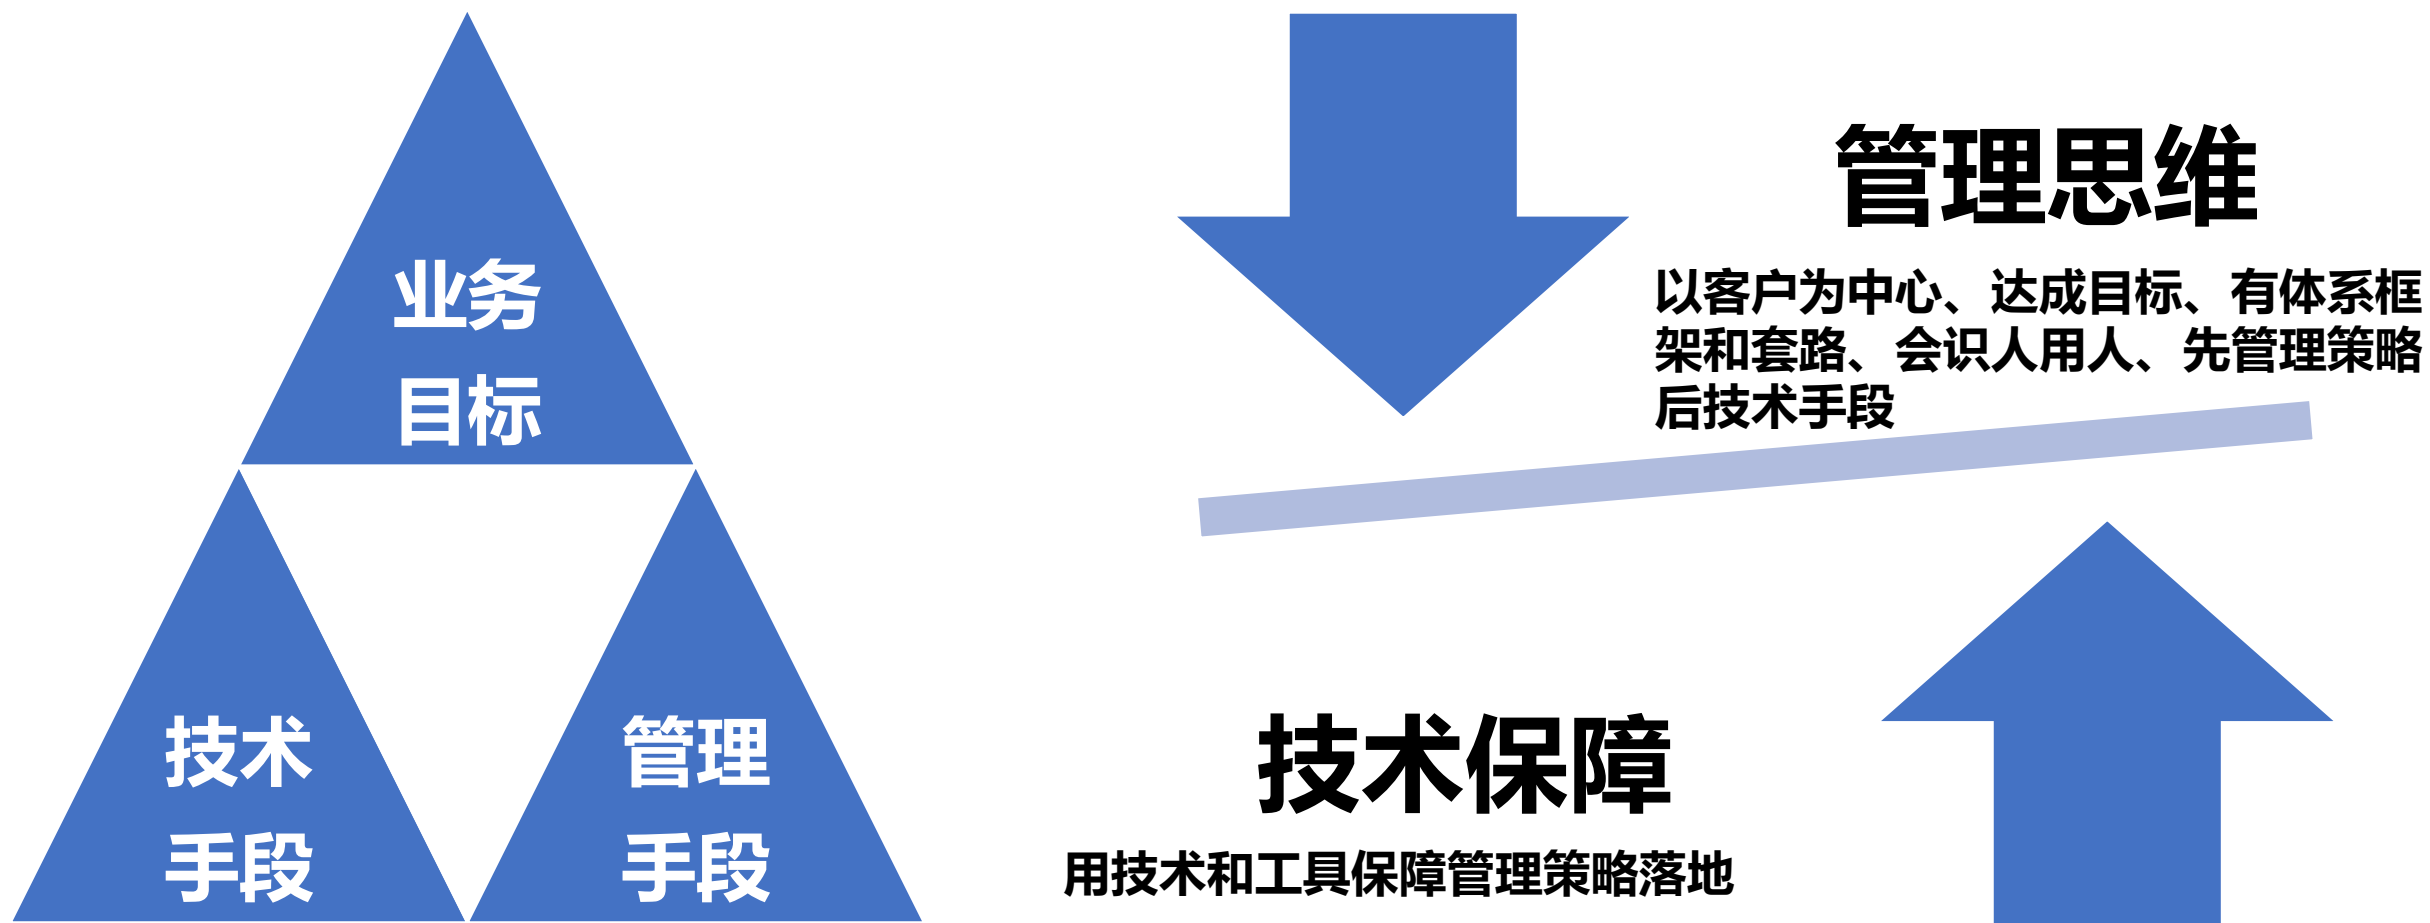 业务
目标
技术
手段
管理
手段
管理思维
以客户为中心、达成目标、有体系框
架和套路、会识人用人、先管理策略
后技术手段
技术保障
用技术和工具保障管理策略落地